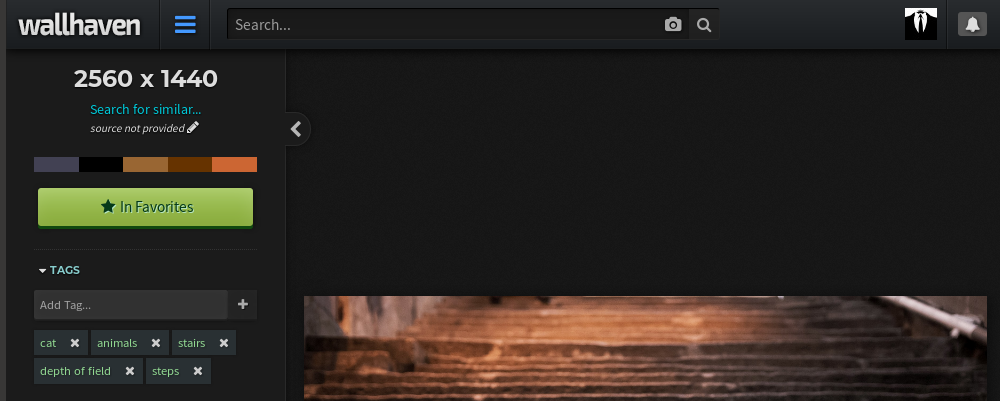 wallhaven
Search...
2560 x 1440
Search for similar...
source not provided
In Favorites
TAGS
Add Tag...
cat animals stairs
depth of field steps